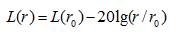 L(r) = L(r₀) − 20lg(r / r₀)